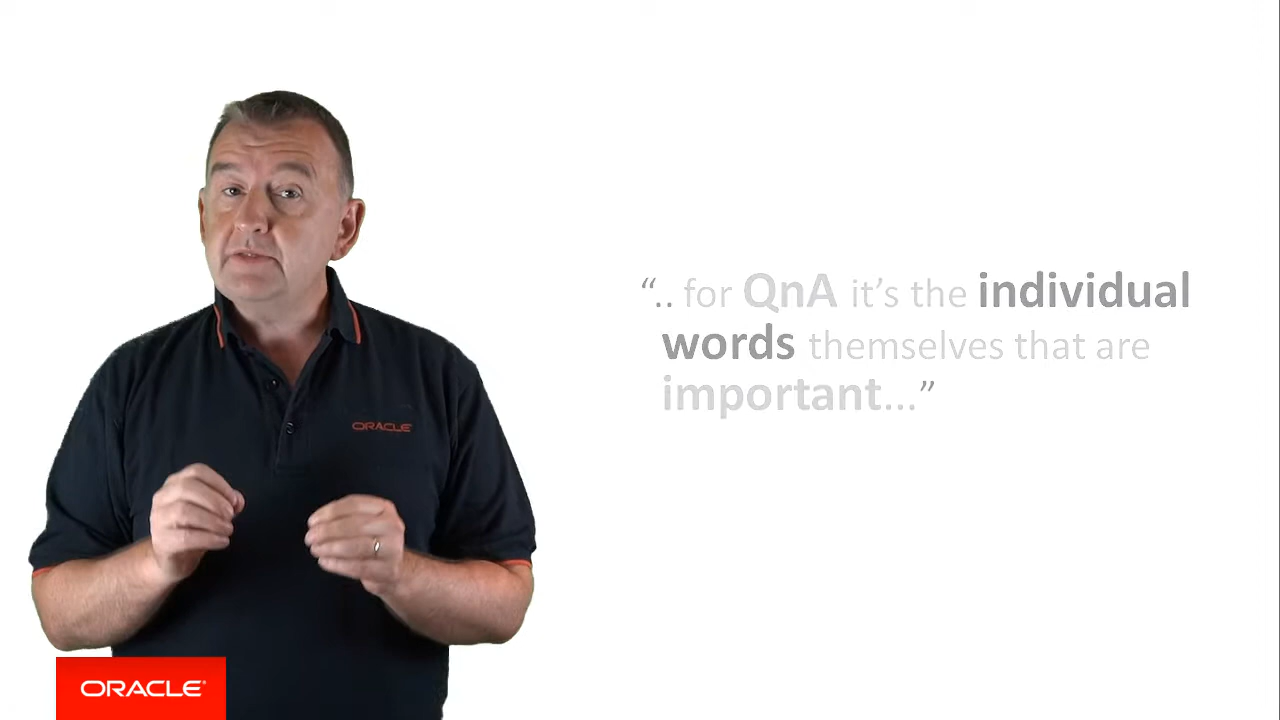 “.. for QnA it’s the individual
words themselves that are
important...”
ORACLE
ORACLE®